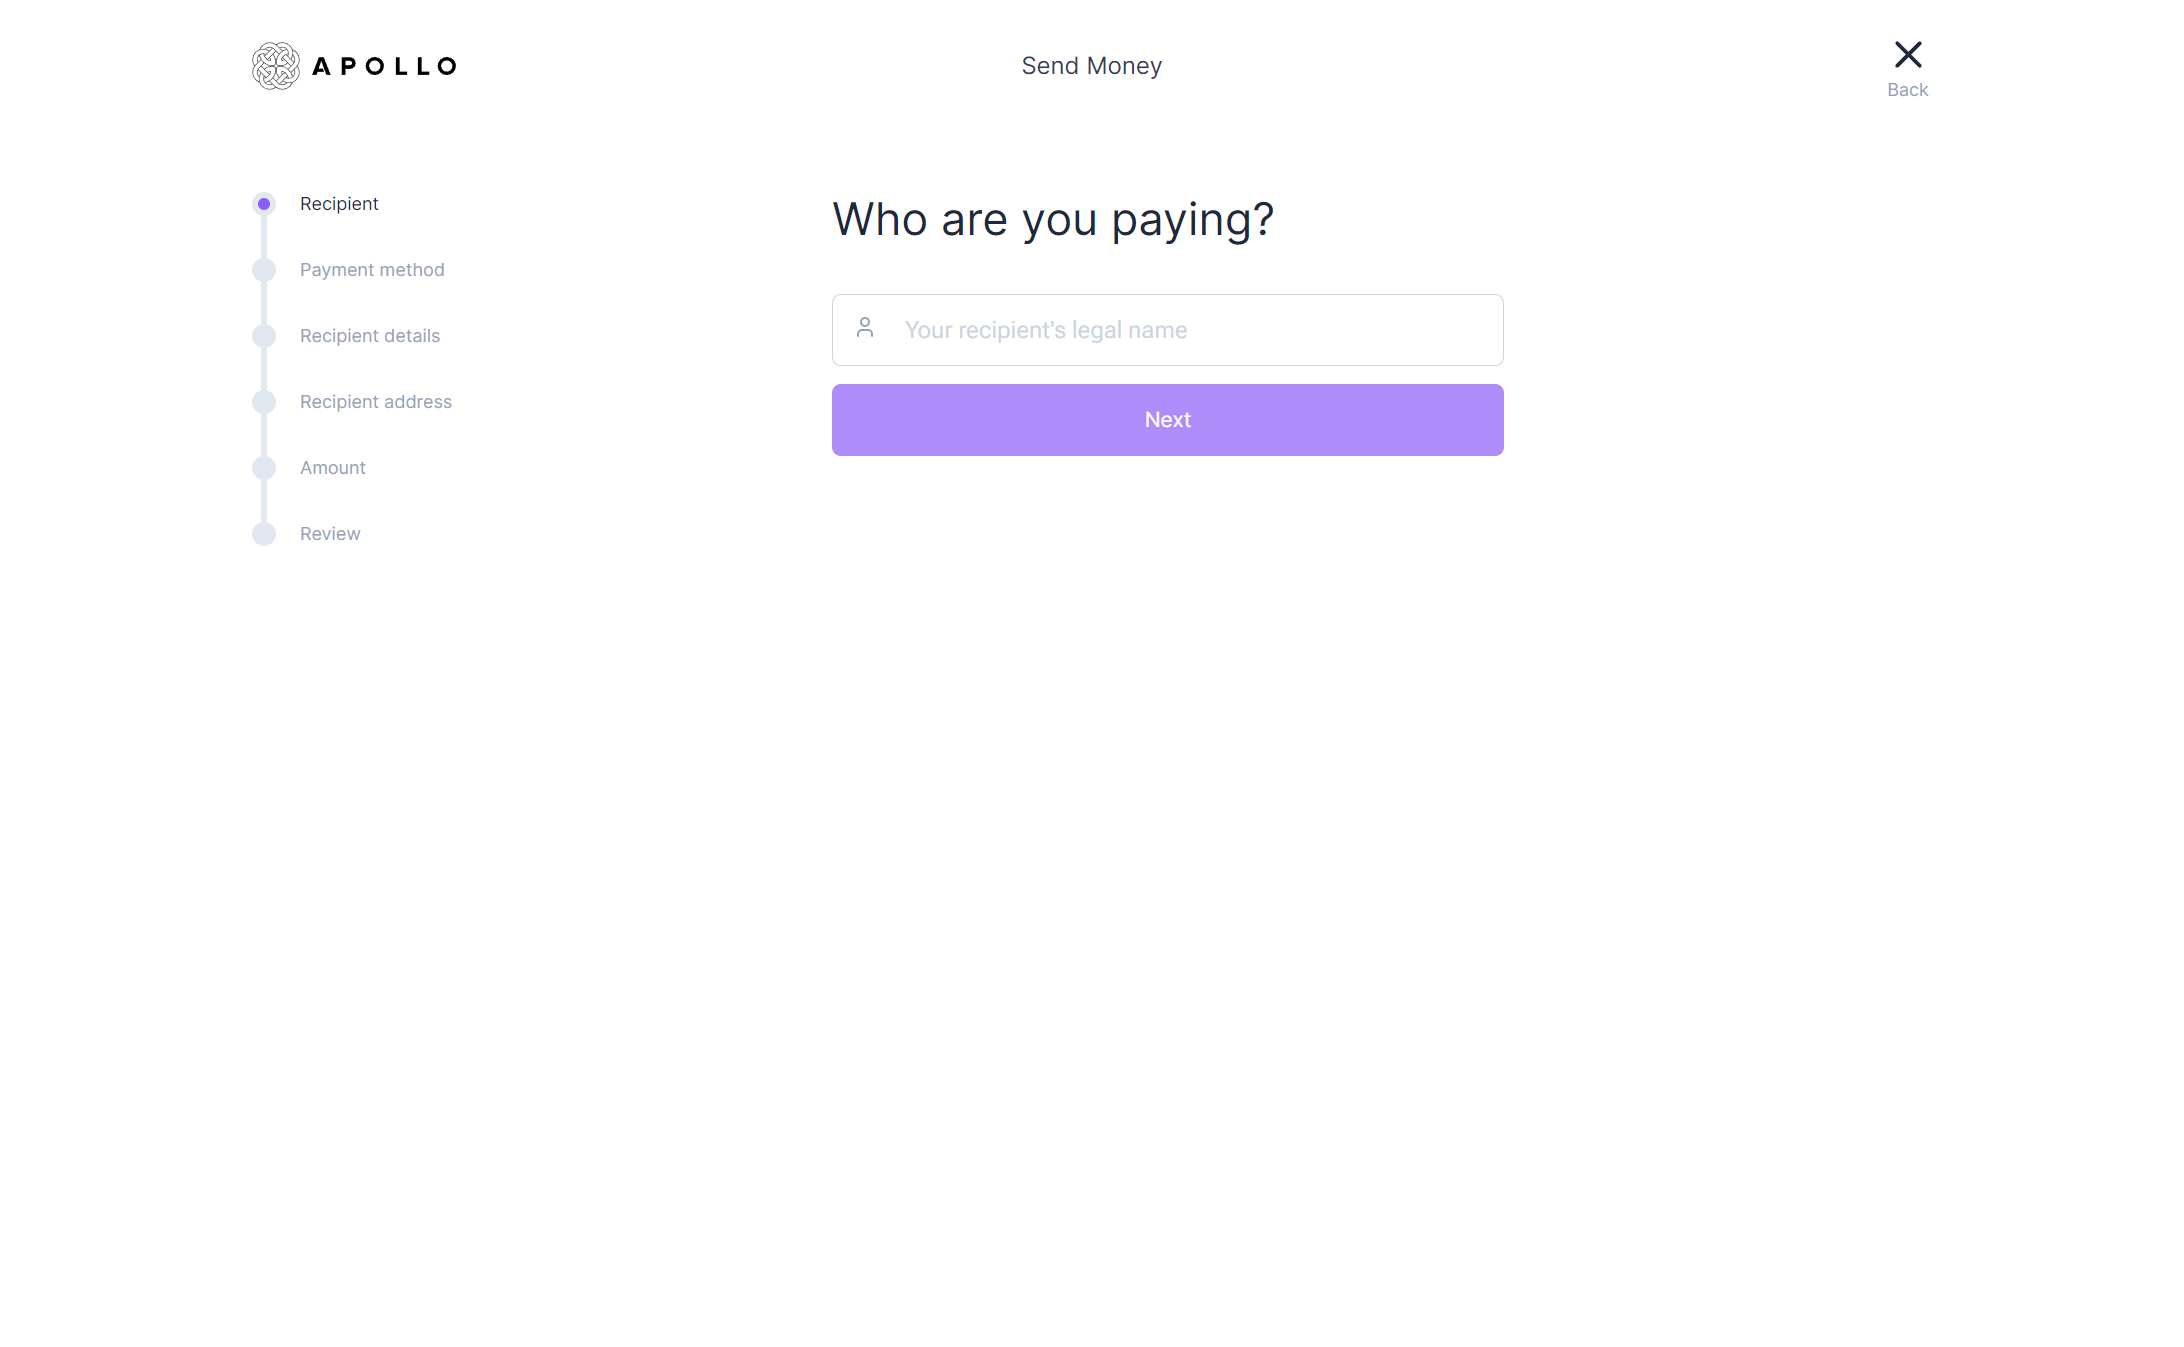 APOLLO
Send Money
Back
Recipient
Payment method
Recipient details
Recipient address
Amount
Review
Who are you paying?
Your recipient's legal name
Next